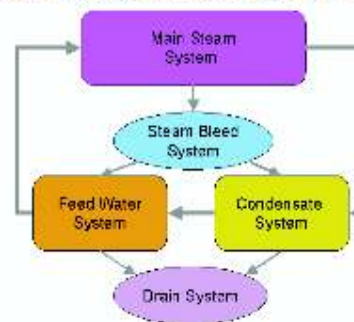 Main Steam
System
Steam Bleed
System
Feed Water
System
Condensate
System
Drain System